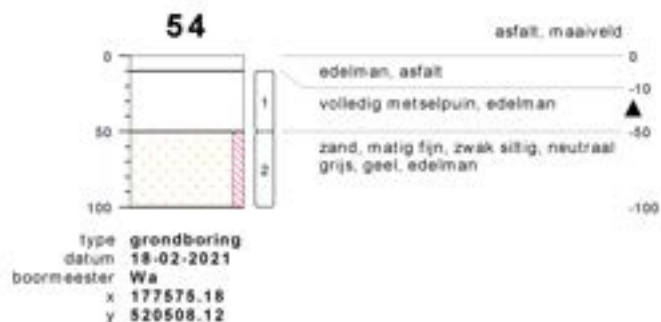 54
asfalt, maaiveld
0
0
edelman, asfalt
-10
1
volledig metselpuin, edelman
50
-50
zand, matig fijn, zwak siltig, neutraal
grijs, geel, edelman
2
100
-100
type grondboring
datum 18-02-2021
boormeester Wa
x 177575.18
y 520508.12